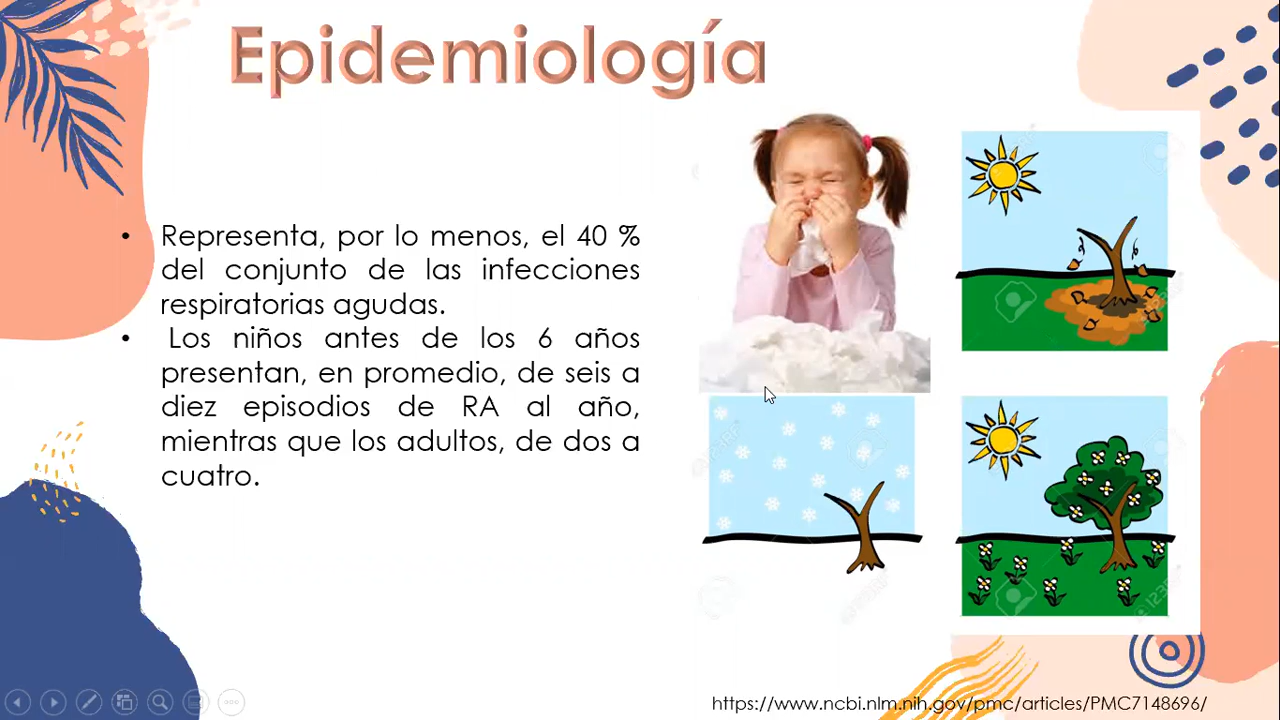 Epidemiología
• Representa, por lo menos, el 40 %
del conjunto de las infecciones
respiratorias agudas.
• Los niños antes de los 6 años
presentan, en promedio, de seis a
diez episodios de RA al año,
mientras que los adultos, de dos a
cuatro.
https://www.ncbi.nlm.nih.gov/pmc/articles/PMC7148696/